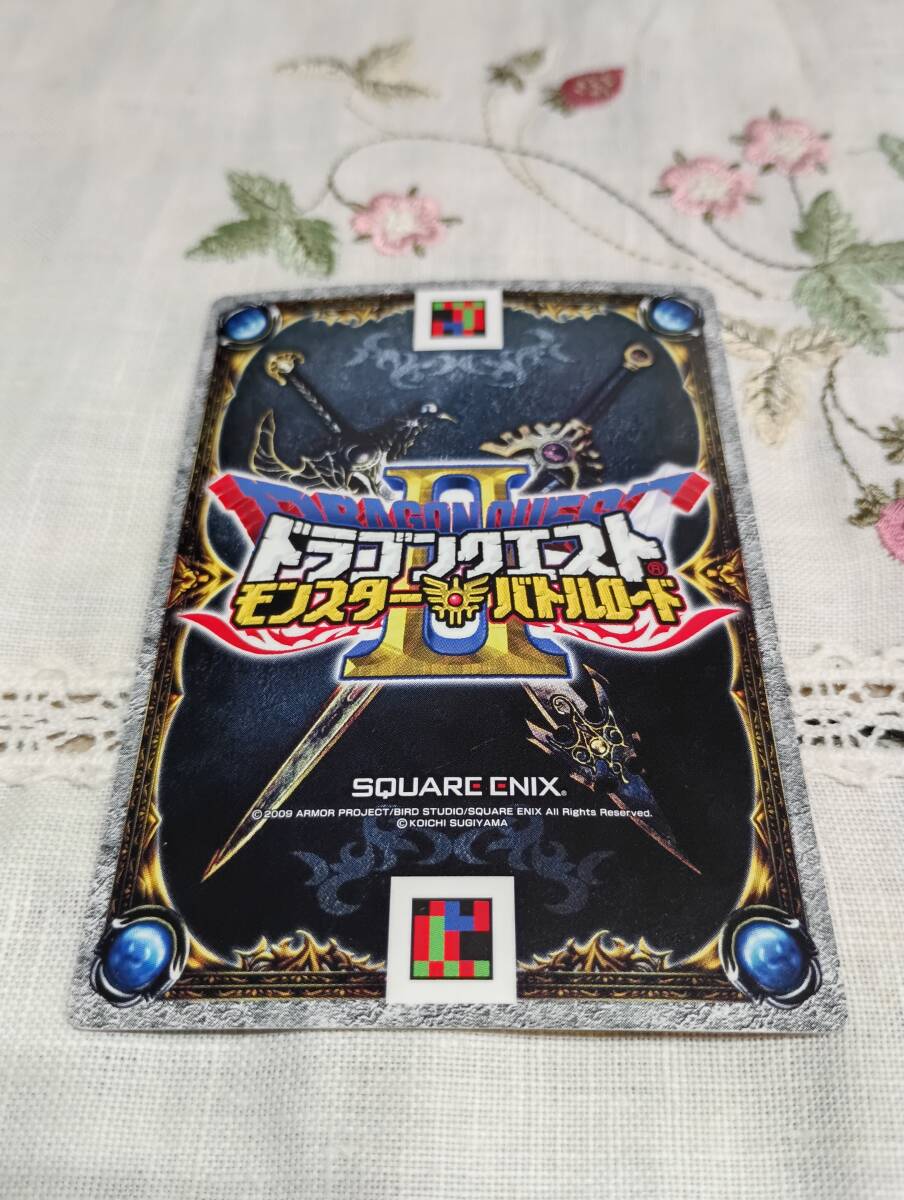 DRAGON QUEST
II
ドラゴンクエスト®
モンスター バトルロード
SQUARE ENIX®
© 2009 ARMOR PROJECT/BIRD STUDIO/SQUARE ENIX All Rights Reserved.
© KOICHI SUGIYAMA